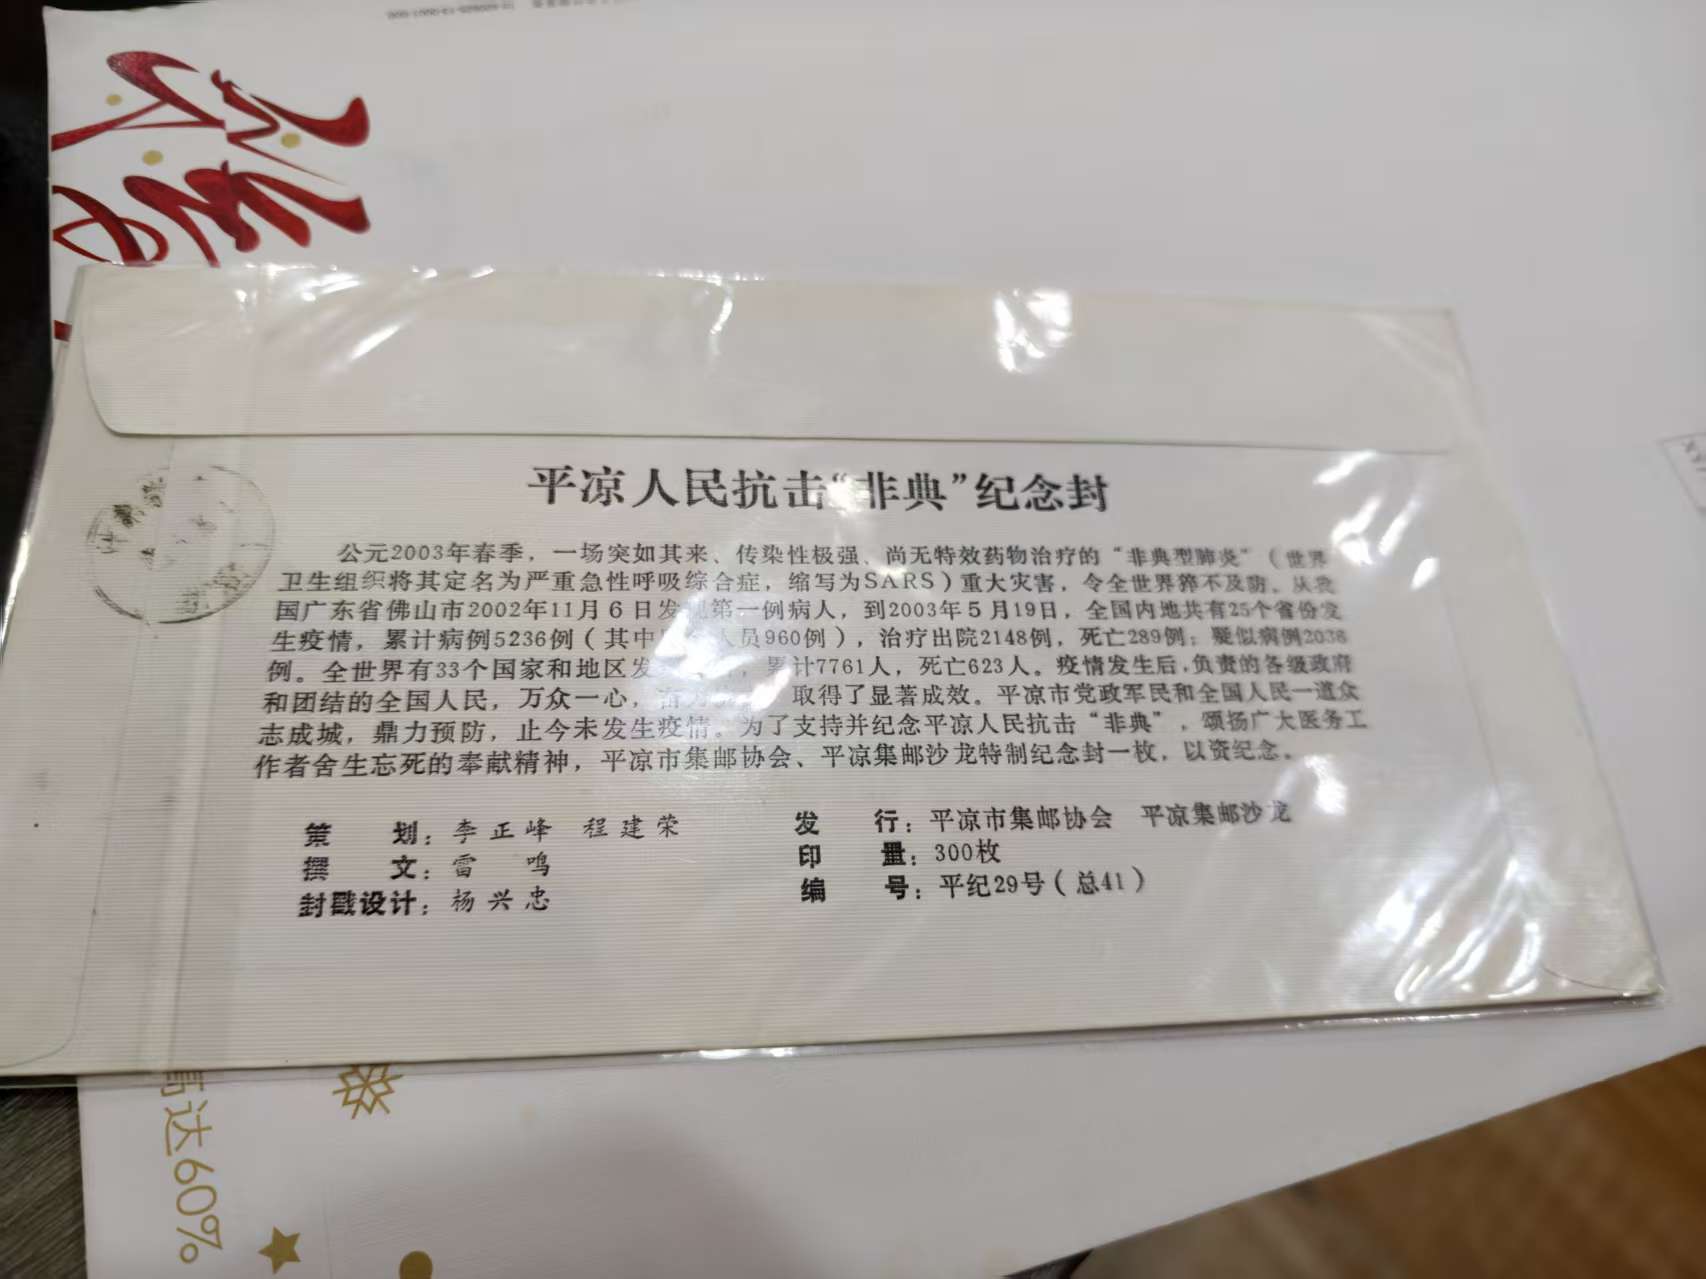 平凉人民抗击“非典”纪念封
公元2003年春季，一场突如其来、传染性极强、尚无特效药物治疗的“非典型肺炎”（世界
卫生组织将其定名为严重急性呼吸综合症，缩写为SARS）重大灾害，令全世界猝不及防。从我
国广东省佛山市2002年11月6日发现第一例病人，到2003年5月19日，全国内地共有25个省份发
生疫情，累计病例5236例（其中 人员960例），治疗出院2148例，死亡289例；疑似病例2038
例。全世界有33个国家和地区发 累计7761人，死亡623人。疫情发生后，负责的各级政府
和团结的全国人民，万众一心， 取得了显著成效。平凉市党政军民和全国人民一道众
志成城，鼎力预防，止今未发生疫情。为了支持并纪念平凉人民抗击“非典”，颂扬广大医务工
作者舍生忘死的奉献精神，平凉市集邮协会、平凉集邮沙龙特制纪念封一枚，以资纪念。
策 划：李正峰 程建荣
撰 文：雷 鸣
封戳设计：杨兴忠
发 行：平凉市集邮协会 平凉集邮沙龙
印 量：300枚
编 号：平纪29号（总41）
高达60%